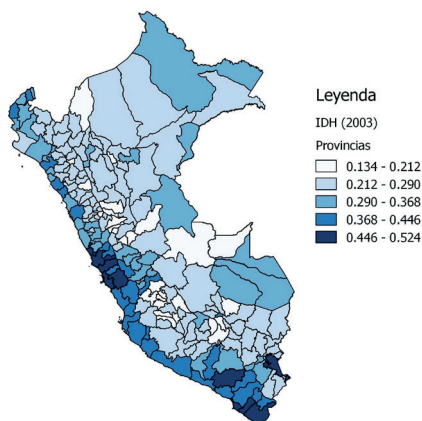 Leyenda
IDH (2003)
Provincias
0.134 - 0.212
0.212 - 0.290
0.290 - 0.368
0.368 - 0.446
0.446 - 0.524